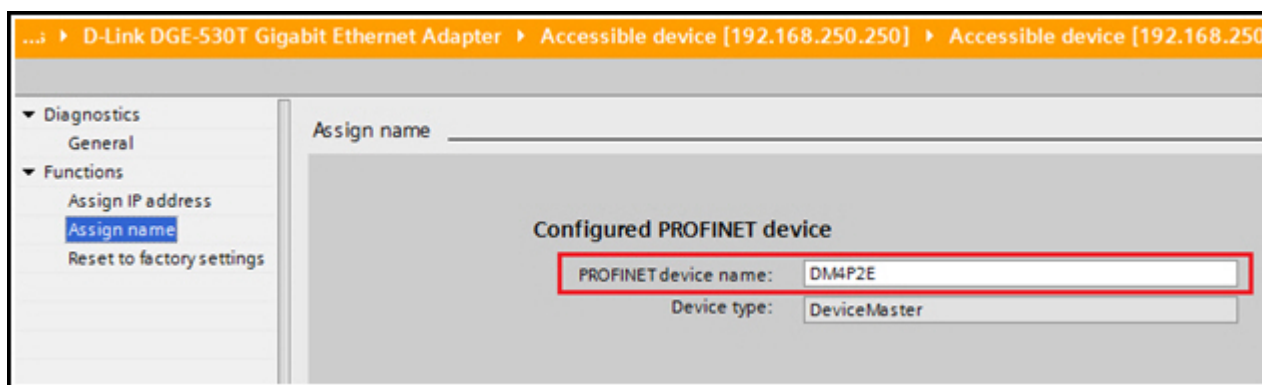 ...s ▸ D-Link DGE-530T Gigabit Ethernet Adapter ▸ Accessible device [192.168.250.250] ▸ Accessible device [192.168.250
Diagnostics
General
Functions
Assign IP address
Assign name
Reset to factory settings
Assign name
Configured PROFINET device
PROFINET device name: DM4P2E
Device type: DeviceMaster